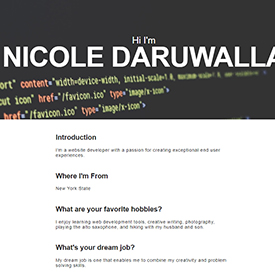 Hi I'm
NICOLE DARUWALLA
port" content="width=device-width, initial-scale=1.0, maximum-scale=
cut icon" href="/favicon.ico" type="image/x-icon">
href="/favicon.ico" type="image/x-icon">
Introduction
I'm a website developer with a passion for creating exceptional end user
experiences.
Where I'm From
New York State
What are your favorite hobbies?
I enjoy learning web development tools, creative writing, photography,
playing the alto saxophone, and hiking with my husband and son.
What's your dream job?
My dream job is one that enables me to combine my creativity and problem
solving skills.